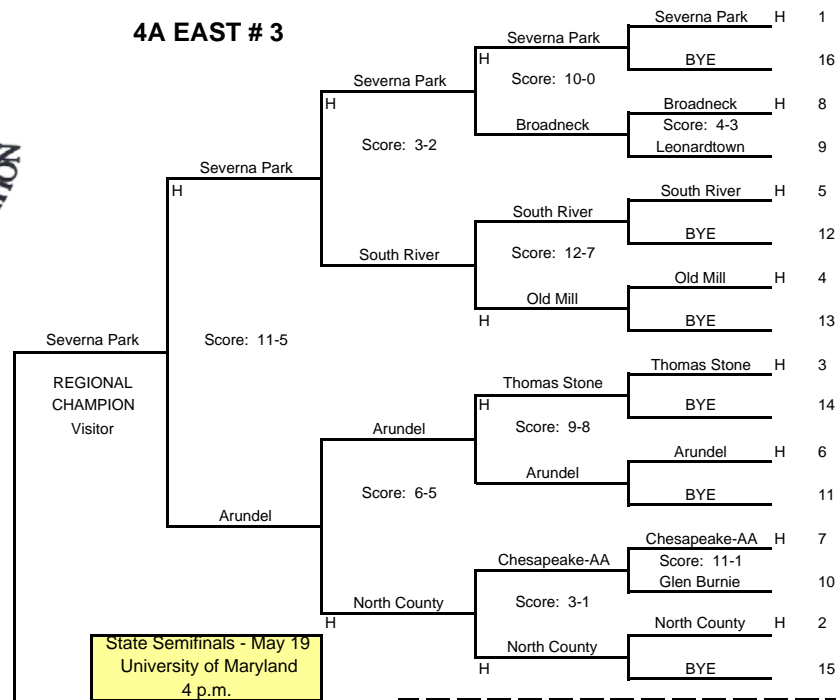 4A EAST # 3
Severna Park H 1
Severna Park
H
BYE 16
Score: 10-0
Severna Park
H
Broadneck H 8
Broadneck
Score: 4-3
Leonardtown 9
Score: 3-2
Severna Park
H
South River H 5
South River
BYE 12
Score: 12-7
South River
Old Mill H 4
Old Mill
H
BYE 13
Severna Park
Score: 11-5
REGIONAL
CHAMPION
Visitor
Thomas Stone H 3
Thomas Stone
H
BYE 14
Score: 9-8
Arundel
Arundel H 6
Arundel
BYE 11
Score: 6-5
Arundel
Chesapeake-AA H 7
Chesapeake-AA
Score: 11-1
Glen Burnie 10
Score: 3-1
North County
H
North County H 2
North County
H
BYE 15
State Semifinals - May 19
University of Maryland
4 p.m.